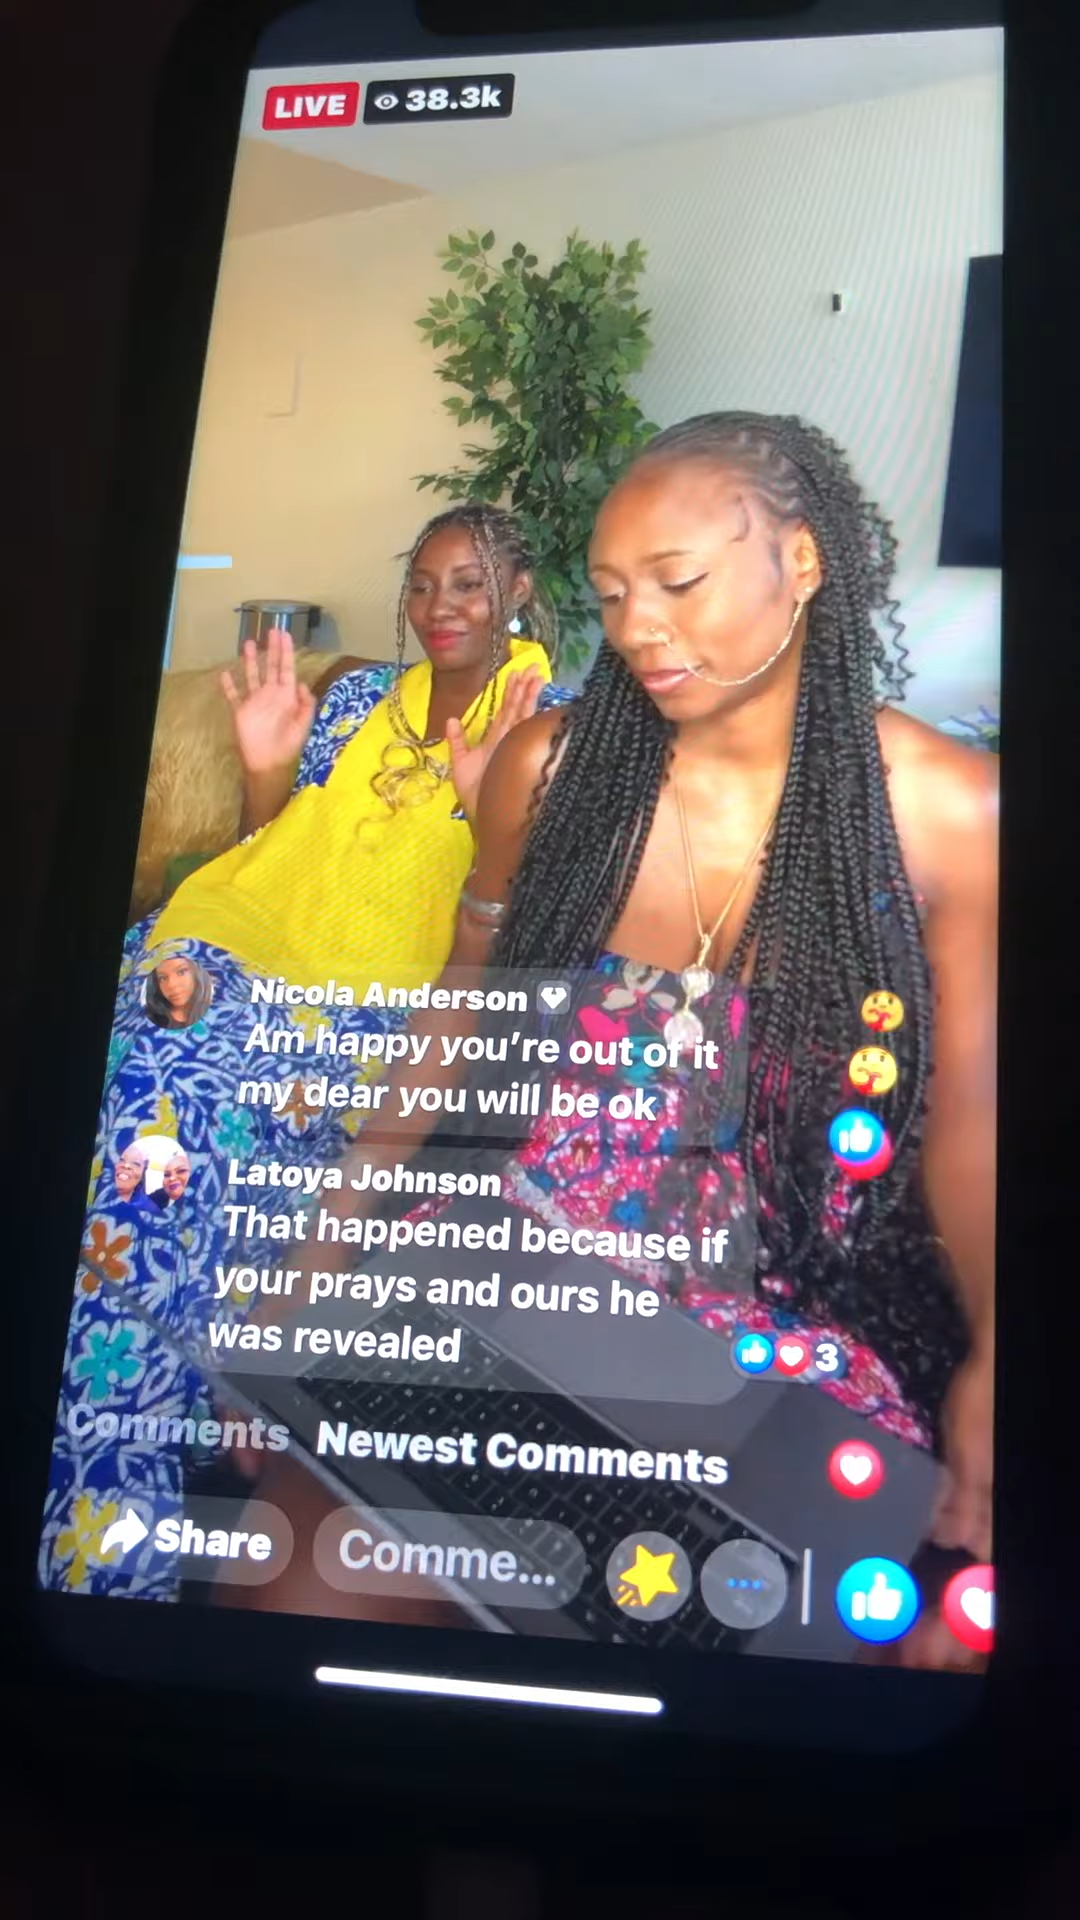 LIVE 38.3k
Nicola Anderson
Am happy you're out of it
my dear you will be ok
Latoya Johnson
That happened because if
your prays and ours he
was revealed
3
Comments Newest Comments
Share Comme...